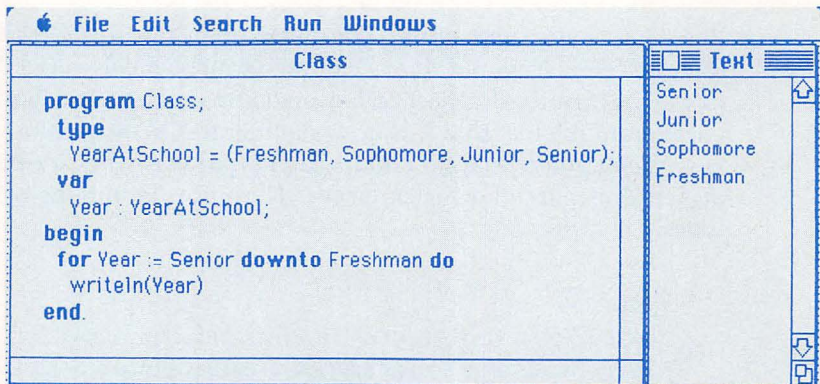 File Edit Search Run Windows
Class
program Class;
type
YearAtSchool = (Freshman, Sophomore, Junior, Senior);
var
Year : YearAtSchool;
begin
for Year := Senior downto Freshman do
writeln(Year)
end.
Text
Senior
Junior
Sophomore
Freshman